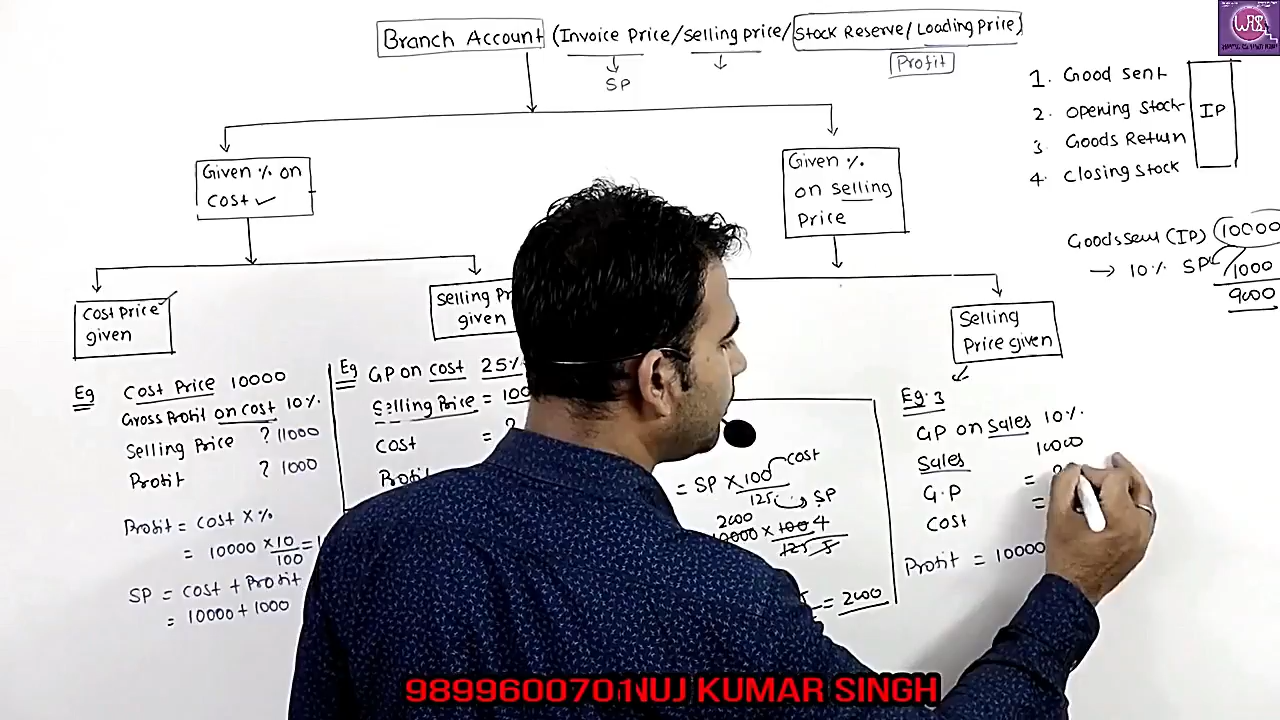 Branch Account (Invoice Price/Selling price/Stock Reserve/Loading Price)
SP
Profit
1. Good sent
2. opening stock
3 Goods Return
4. closing stock
IP
Given % on
cost ✓
Given %
on selling
Price
Goods sent (IP) 10000
→ 10% SP 1000
9000
Cost Price
given
Selling Pr
given
Selling
Price given
Eg Cost Price 10000
Gross Profit on cost 10%
Selling Price ? 11000
Profit ? 1000
Profit = cost x %
= 10000 x 10/100 = 1
SP = cost + Profit
= 10000 + 1000
Eg GP on cost 25%
Selling Price = 100
Cost = ?
Profit
= SP x 100 cost
125 SP
2000
10000 x 100 4
125 5
= 2000
Eg. 3
GP on Sales 10%.
Sales 10000
G.P =
cost =
Profit = 10000
9899600701 NUJ KUMAR SINGH